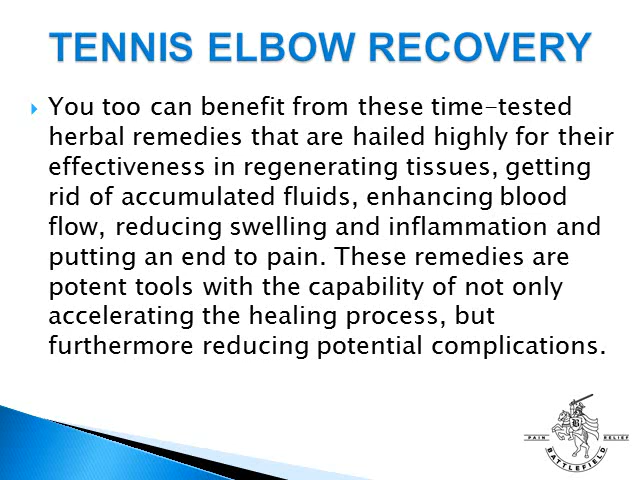 TENNIS ELBOW RECOVERY
You too can benefit from these time-tested
herbal remedies that are hailed highly for their
effectiveness in regenerating tissues, getting
rid of accumulated fluids, enhancing blood
flow, reducing swelling and inflammation and
putting an end to pain. These remedies are
potent tools with the capability of not only
accelerating the healing process, but
furthermore reducing potential complications.
PAIN RELIEF
BATTLEFIELD